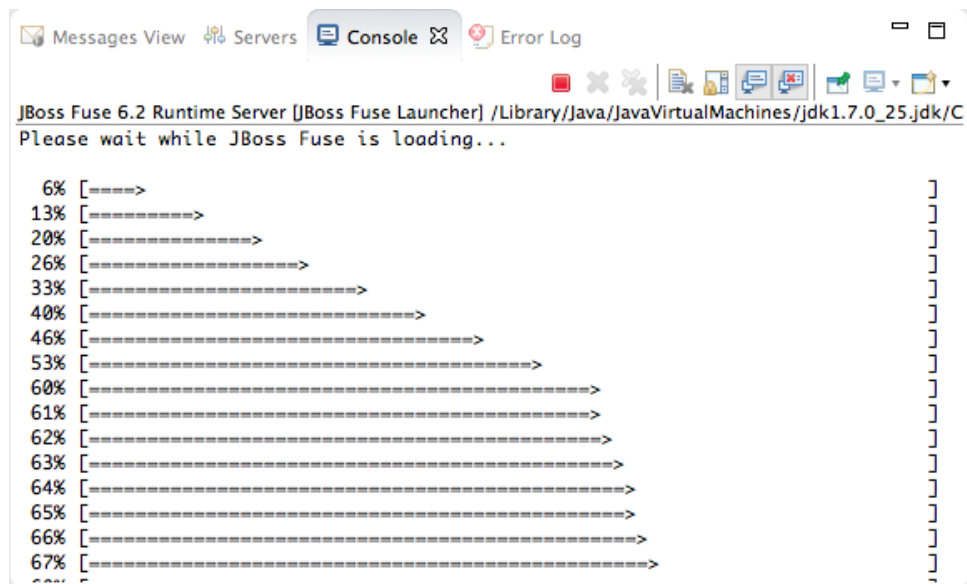 Messages View Servers Console Error Log
JBoss Fuse 6.2 Runtime Server [JBoss Fuse Launcher] /Library/Java/JavaVirtualMachines/jdk1.7.0_25.jdk/C
Please wait while JBoss Fuse is loading...
6% [====> ]
13% [=========> ]
20% [==============> ]
26% [==================> ]
33% [=======================> ]
40% [============================> ]
46% [=================================> ]
53% [======================================> ]
60% [===========================================> ]
61% [===========================================> ]
62% [============================================> ]
63% [=============================================> ]
64% [==============================================> ]
65% [==============================================> ]
66% [===============================================> ]
67% [================================================> ]